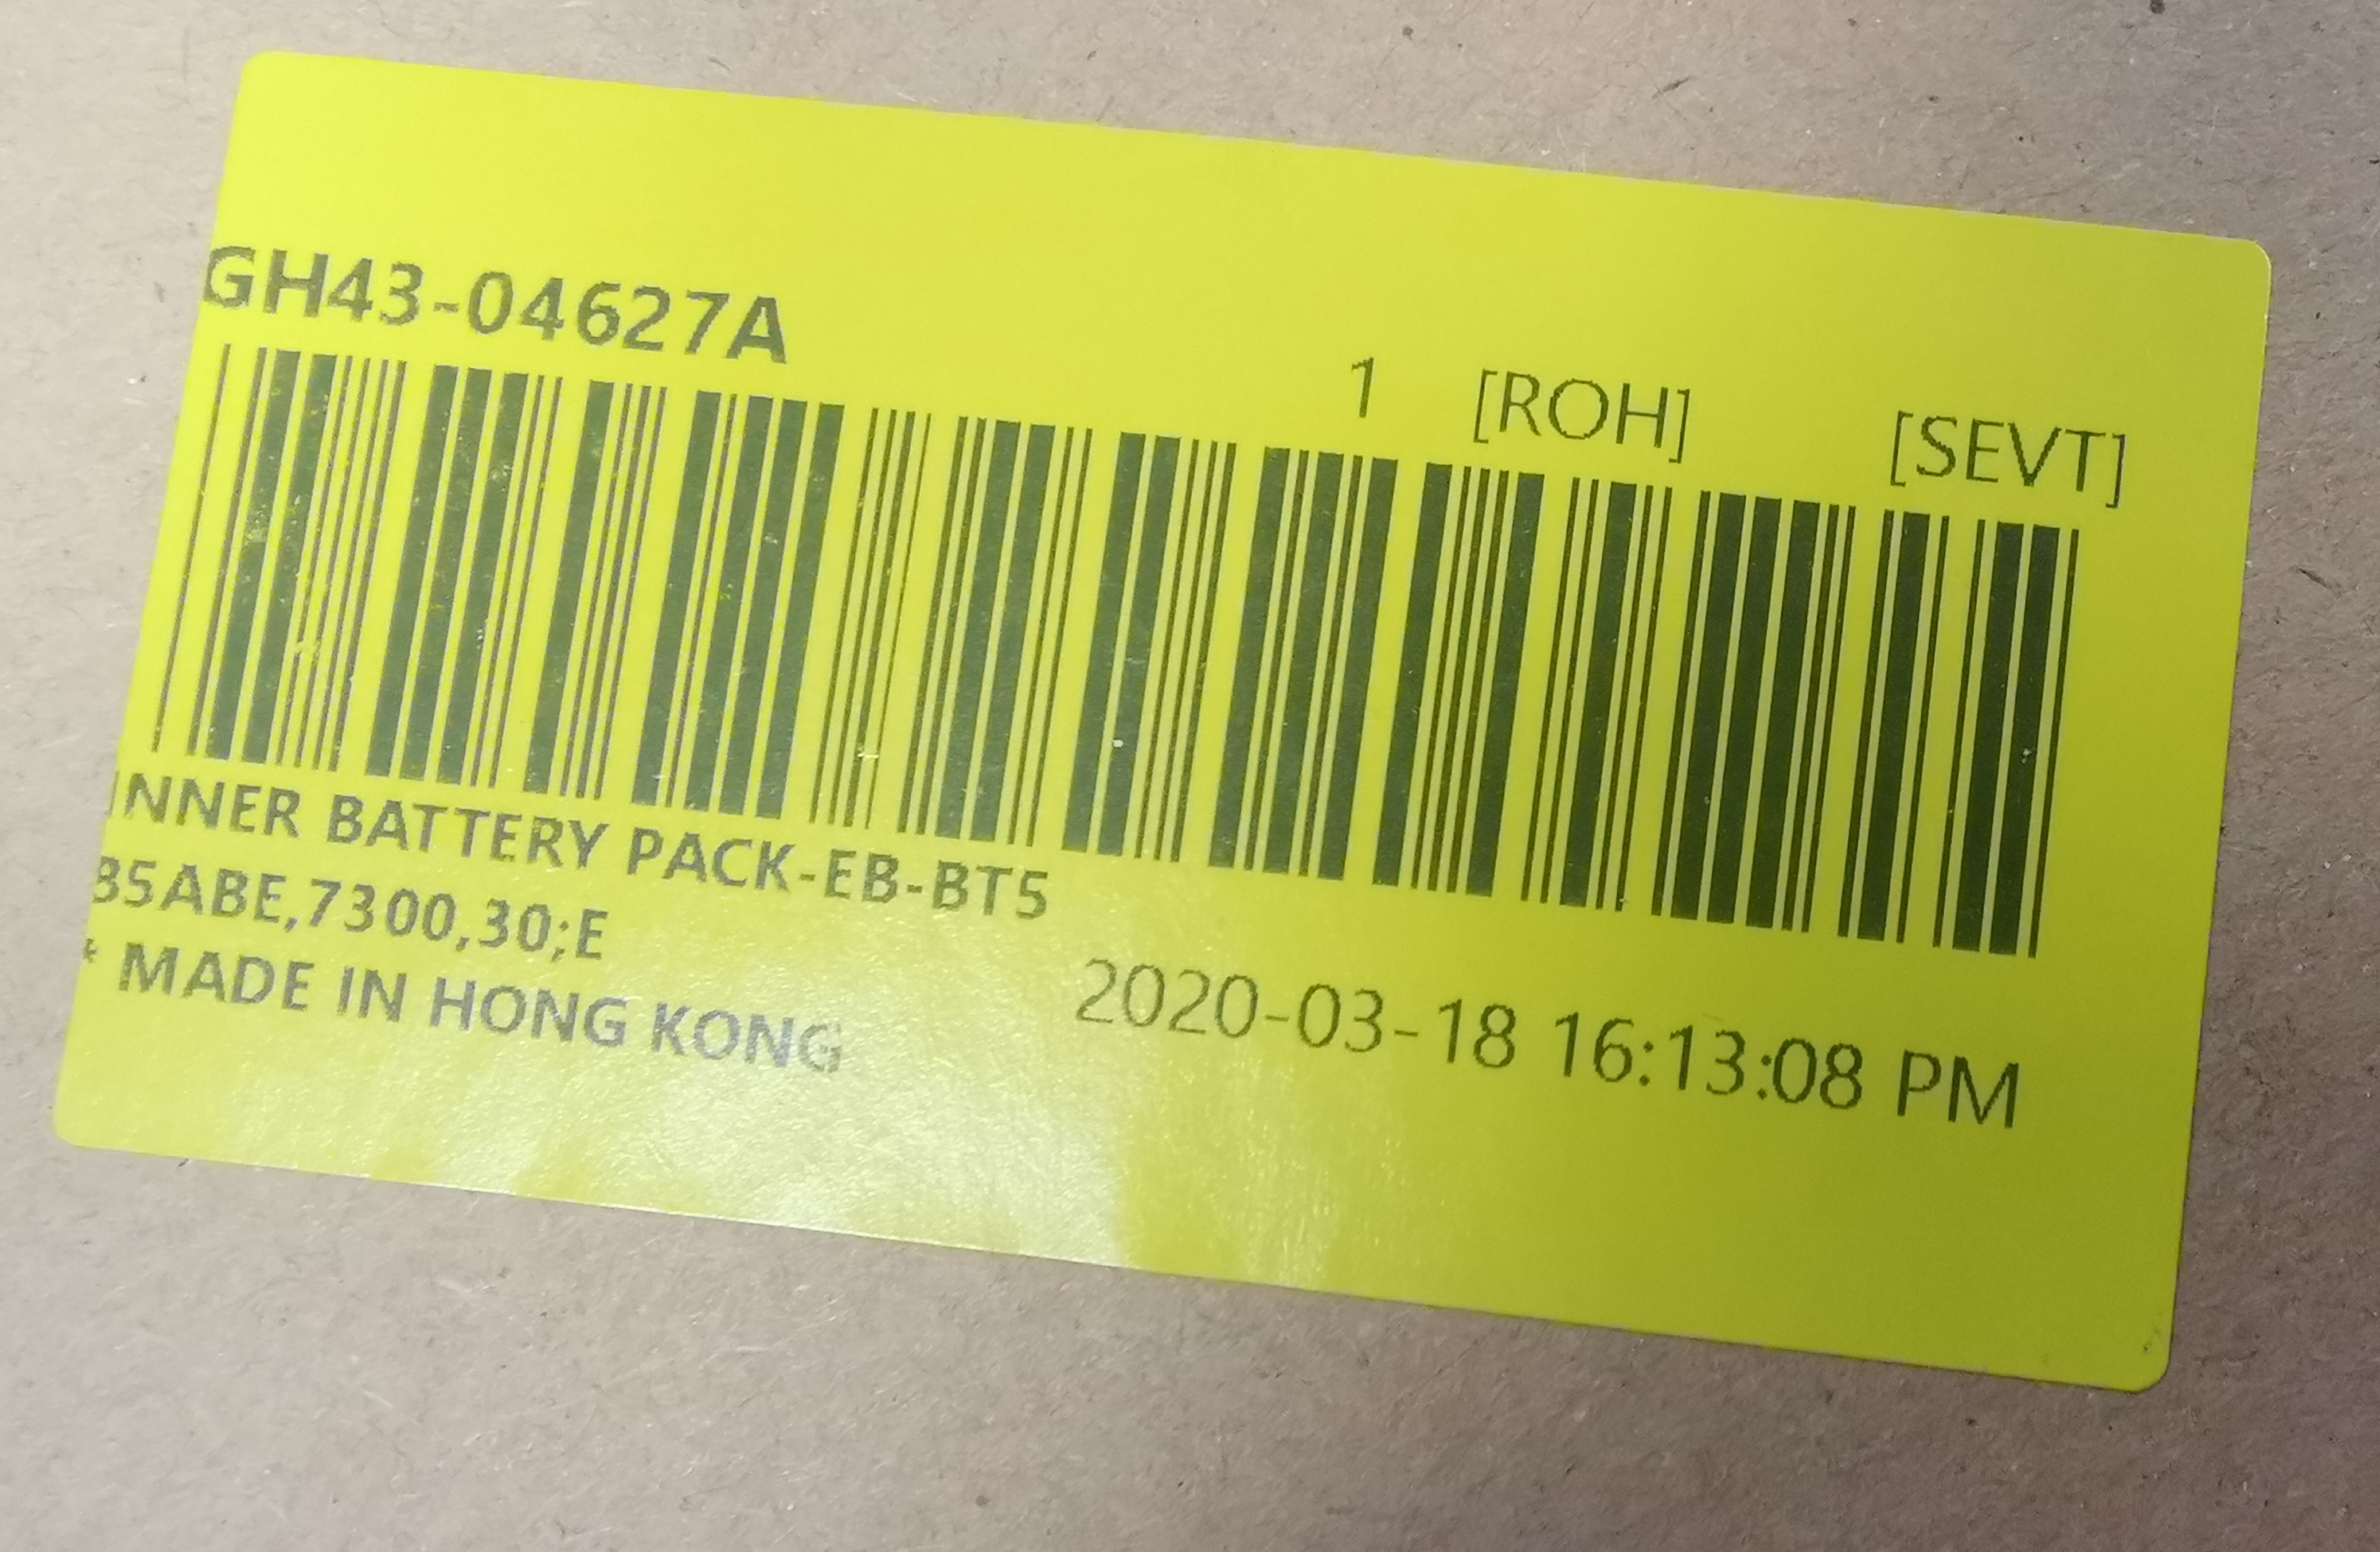 GH43-04627A
1 [ROH] [SEVT]
INNER BATTERY PACK-EB-BT5
85ABE,7300,30;E
* MADE IN HONG KONG
2020-03-18 16:13:08 PM